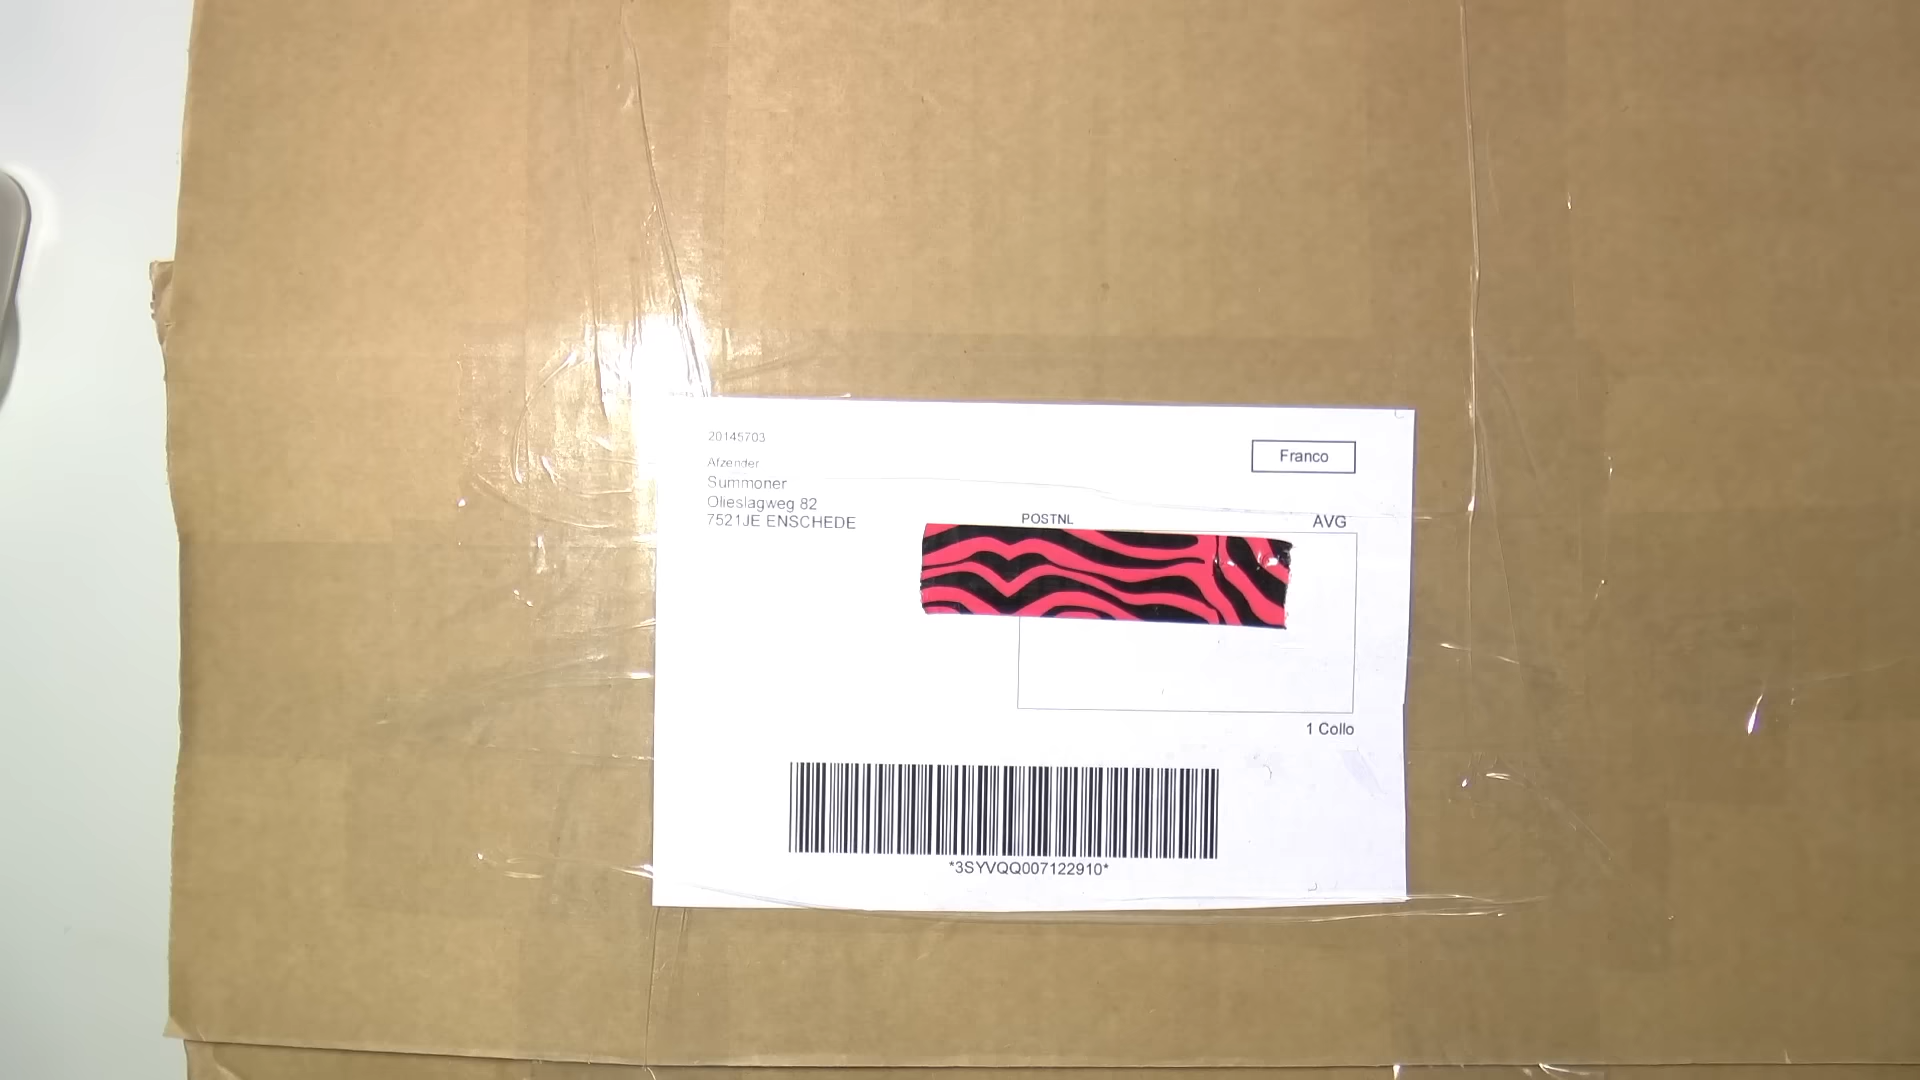 20145703
Franco
Afzender
Summoner
Olieslagweg 82
7521JE ENSCHEDE
POSTNL
AVG
1 Collo
*3SYVQQ007122910*